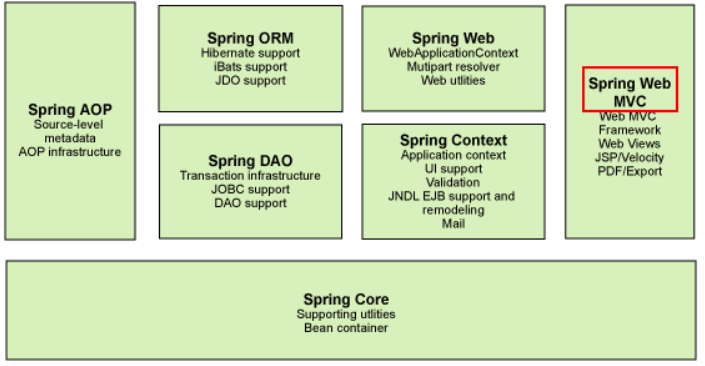 Spring AOP
Source-level
metadata
AOP infrastructure
Spring ORM
Hibernate support
iBats support
JDO support
Spring DAO
Transaction infrastructure
JOBC support
DAO support
Spring Web
WebApplicationContext
Mutipart resolver
Web utlities
Spring Context
Application context
UI support
Validation
JNDL EJB support and
remodeling
Mail
Spring Web
MVC
Web MVC
Framework
Web Views
JSP/Velocity
PDF/Export
Spring Core
Supporting utlities
Bean container